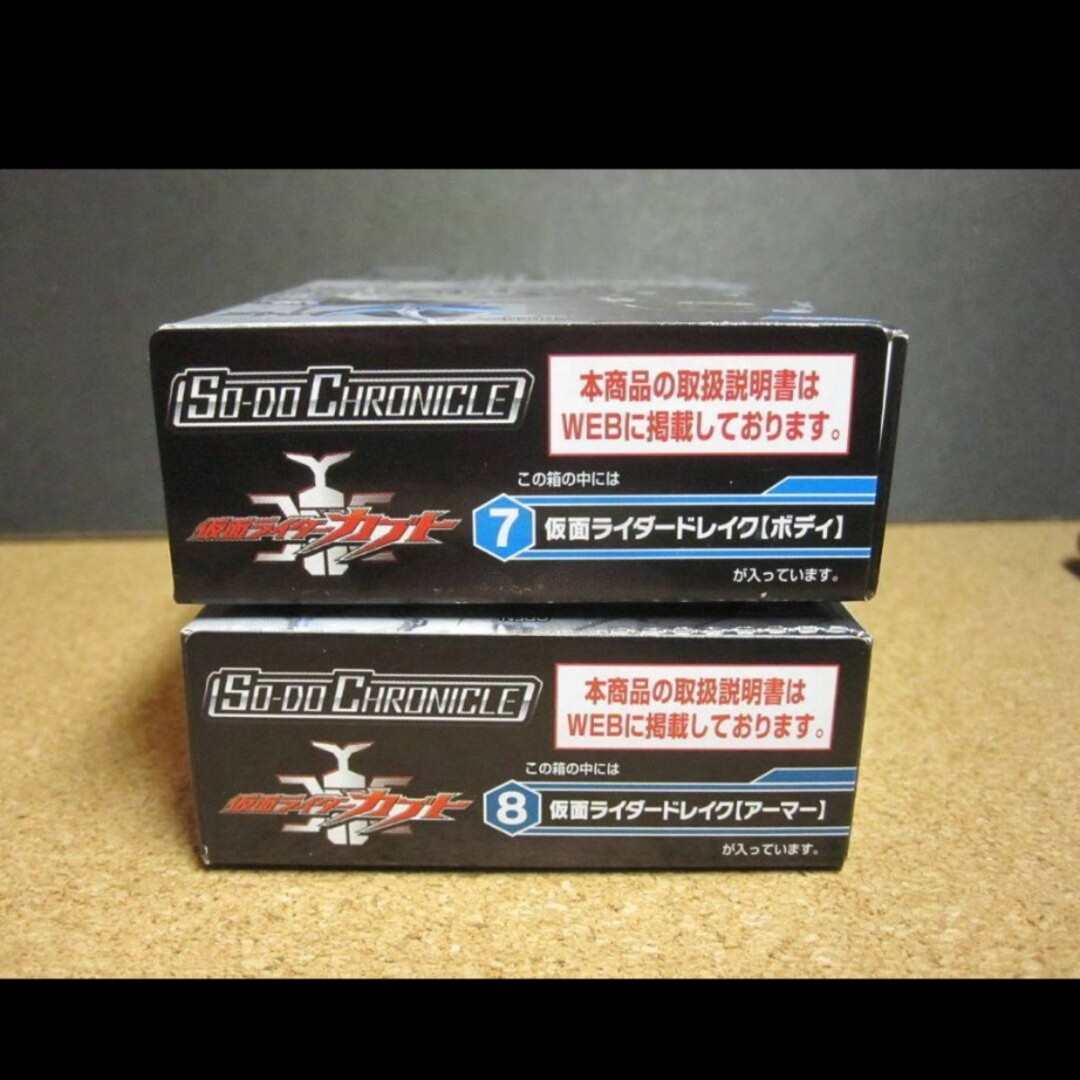 SO-DO CHRONICLE
本商品の取扱説明書は
WEBに掲載しております。
仮面ライダーカブト
この箱の中には
7 仮面ライダードレイク【ボディ】
が入っています。
OPEN
SO-DO CHRONICLE
本商品の取扱説明書は
WEBに掲載しております。
仮面ライダーカブト
この箱の中には
8 仮面ライダードレイク【アーマー】
が入っています。